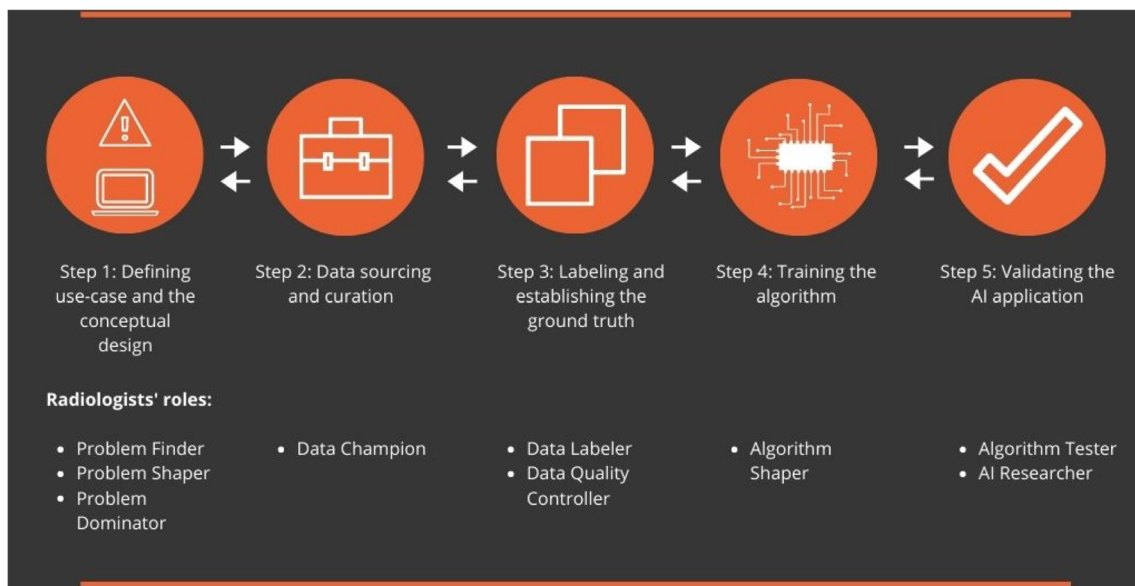 Step 1: Defining
use-case and the
conceptual
design
Step 2: Data sourcing
and curation
Step 3: Labeling and
establishing the
ground truth
Step 4: Training the
algorithm
Step 5: Validating the
AI application
Radiologists' roles:
• Problem Finder
• Problem Shaper
• Problem
Dominator
• Data Champion
• Data Labeler
• Data Quality
Controller
• Algorithm
Shaper
• Algorithm Tester
• AI Researcher